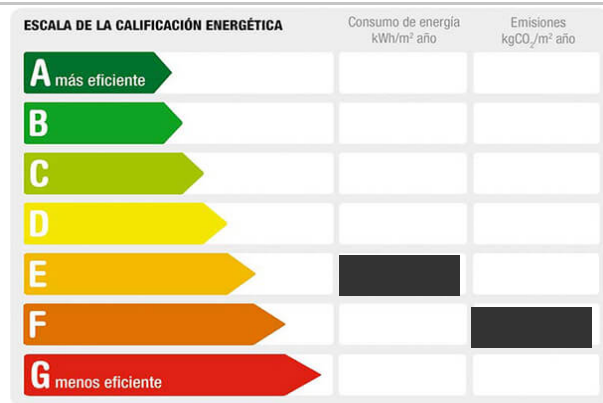 ESCALA DE LA CALIFICACIÓN ENERGÉTICA
Consumo de energía
kWh/m² año
Emisiones
kgCO₂/m² año
A más eficiente
B
C
D
E
F
G menos eficiente